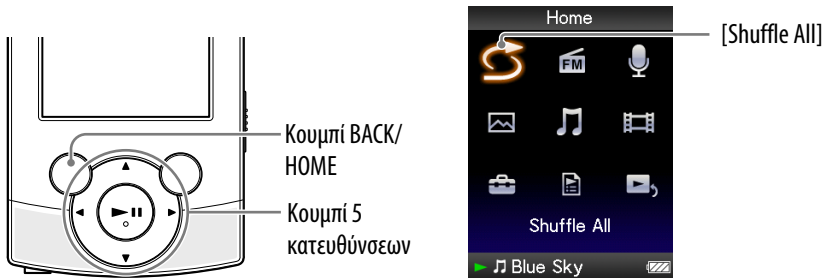 Κουμπί BACK/
HOME
Κουμπί 5
κατευθύνσεων
Home
FM
Shuffle All
Blue Sky
[Shuffle All]